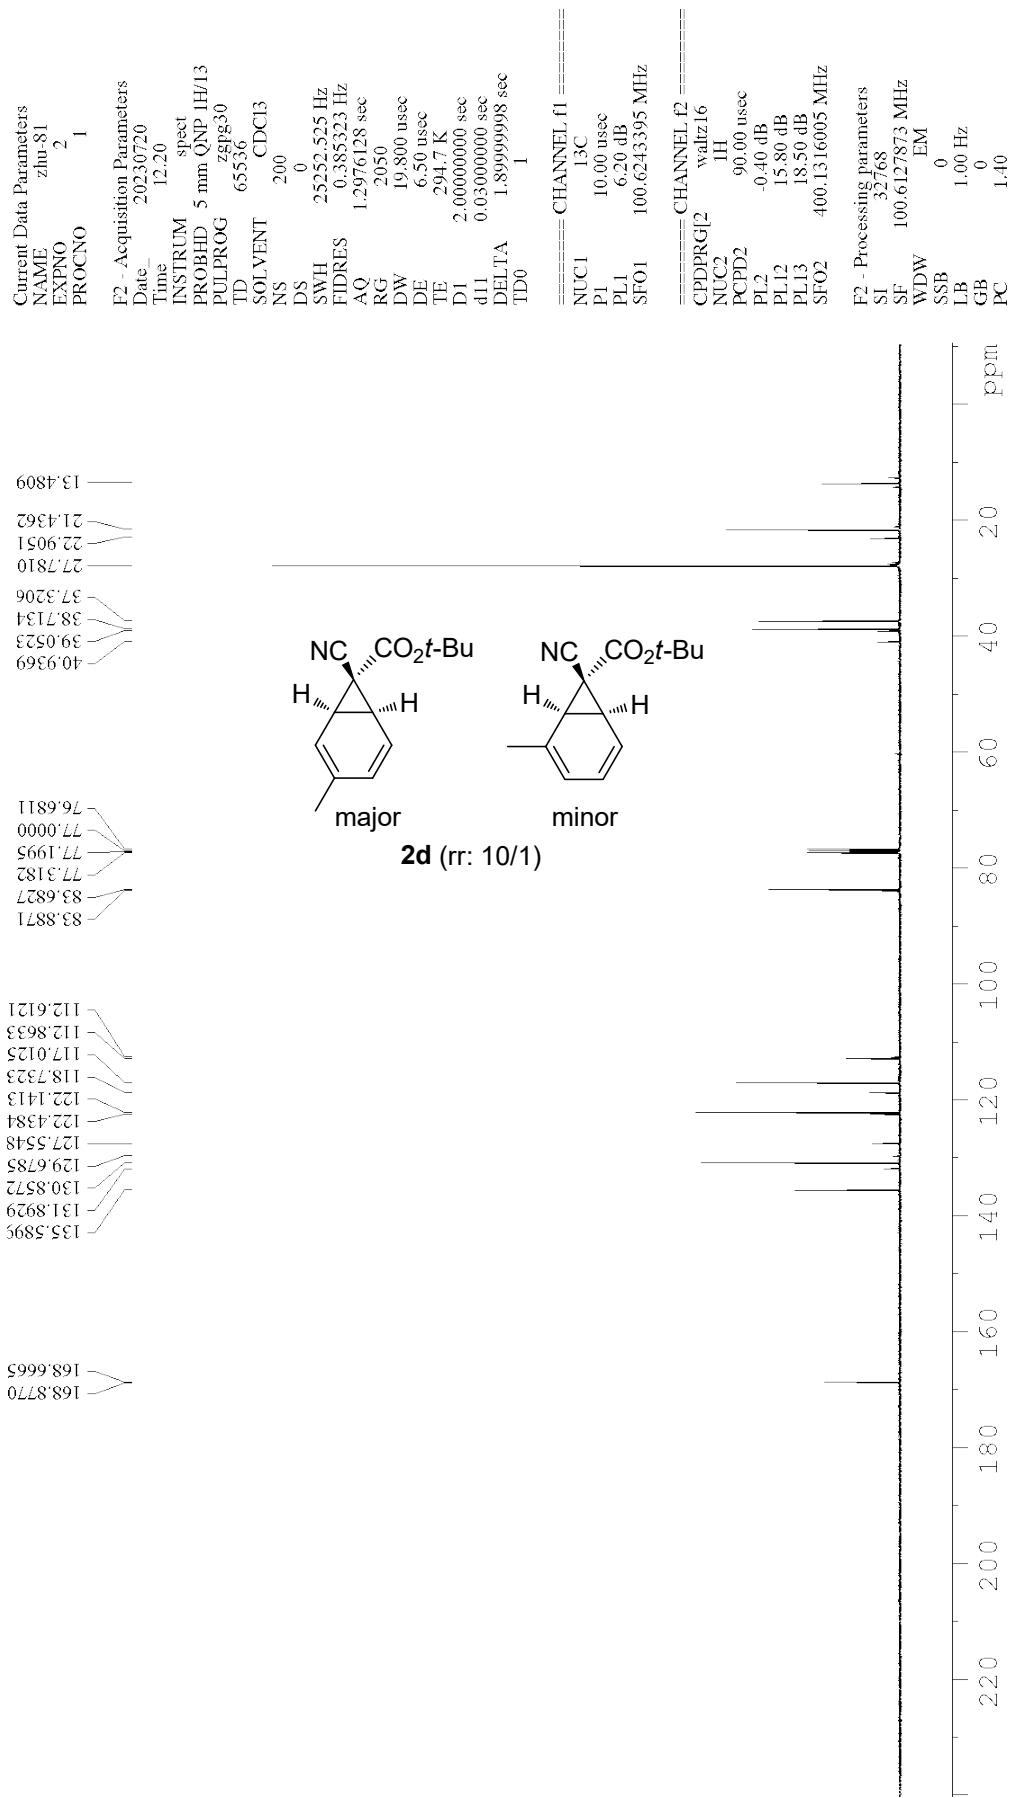 Current Data Parameters
NAME zhu-81
EXPNO 2
PROCNO 1
F2 - Acquisition Parameters
Date_ 20230720
Time 12.20
INSTRUM spect
PROBHD 5 mm QNP 1H/13
PULPROG zgpg30
TD 65536
SOLVENT CDCl3
NS 200
DS 0
SWH 25252.525 Hz
FIDRES 0.385323 Hz
AQ 1.2976128 sec
RG 2050
DW 19.800 usec
DE 6.50 usec
TE 294.7 K
D1 2.00000000 sec
d11 0.03000000 sec
DELTA 1.89999998 sec
TD0 1
======== CHANNEL f1 ========
NUC1 13C
P1 10.00 usec
PL1 6.20 dB
SFO1 100.6243395 MHz
======== CHANNEL f2 ========
CPDPRG[2 waltz16
NUC2 1H
PCPD2 90.00 usec
PL2 -0.40 dB
PL12 15.80 dB
PL13 18.50 dB
SFO2 400.1316005 MHz
F2 - Processing parameters
SI 32768
SF 100.6127873 MHz
WDW EM
SSB 0
LB 1.00 Hz
GB 0
PC 1.40
13.4809
21.4362
22.9051
27.7810
37.3206
38.7134
39.0523
40.9369
76.6811
77.0000
77.1995
77.3182
83.6827
83.8871
112.6121
112.8633
117.0125
118.7323
122.1413
122.4384
127.5548
129.6785
130.8572
131.8929
135.5899
168.6665
168.8770
NC CO2t-Bu
H H
major
NC CO2t-Bu
H H
minor
2d (rr: 10/1)
ppm
20
40
60
80
100
120
140
160
180
200
220